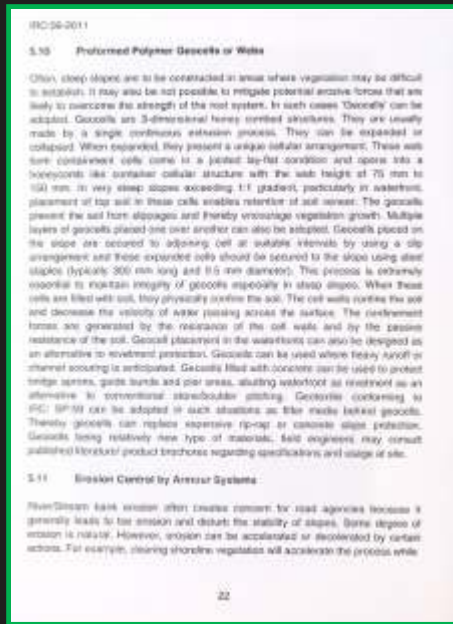 IRC:56-2011
5.10 Preformed Polymer Geocells or Webs
Often, steep slopes are to be constructed in areas where vegetation may be difficult
to establish. It may also be not possible to mitigate potential erosive forces that are
likely to overcome the strength of the root system. In such cases 'Geocells' can be
adopted. Geocells are 3-dimensional honey combed structures. They are usually
made by a single continuous extrusion process. They can be expanded or
collapsed. When expanded, they present a unique cellular arrangement. These web
form containment cells come in a jointed lay-flat condition and opens into a
honeycomb like container cellular structure with the web height of 75 mm to
150 mm. In very steep slopes exceeding 1:1 gradient, particularly in waterfront,
placement of top soil in these cells enables retention of soil veneer. The geocells
prevent the soil from slippages and thereby encourage vegetation growth. Multiple
layers of geocells placed one over another can also be adopted. Geocells placed on
the slope are secured to adjoining cell at suitable intervals by using a clip
arrangement and these expanded cells should be secured to the slope using steel
staples (typically 300 mm long and diameter). This process is extremely
essential to maintain integrity of geocells especially in steep slopes. When these
cells are filled with soil, they physically confine the soil. The cell walls confine the soil
and decrease the velocity of water passing across the surface. The confinement
forces are generated by the resistance of the cell walls and by the passive
resistance of the soil. Geocell placement in the waterfronts can also be designed as
an alternative to revetment protection. Geocells can be used where heavy runoff or
channel scouring is anticipated. Geocells filled with concrete can be used to protect
bridge aprons, guide bunds and pier areas, abutting waterfront as revetment as an
alternative to conventional stone/boulder pitching. Geotextile conforming to
IRC: SP:59 can be adopted in such situations as filter media behind geocells.
Thereby geocells can replace expensive rip-rap or concrete slope protection.
Geocells being relatively new type of materials, field engineers may consult
published literature/ product brochures regarding specifications and usage at site.
5.11 Erosion Control by Armour Systems
River/Stream bank erosion often creates concern for road agencies because it
generally leads to toe erosion and disturb the stability of slopes. Some degree of
erosion is natural. However, erosion can be accelerated or decelerated by certain
actions. For example, clearing shoreline vegetation will accelerate the process while
22